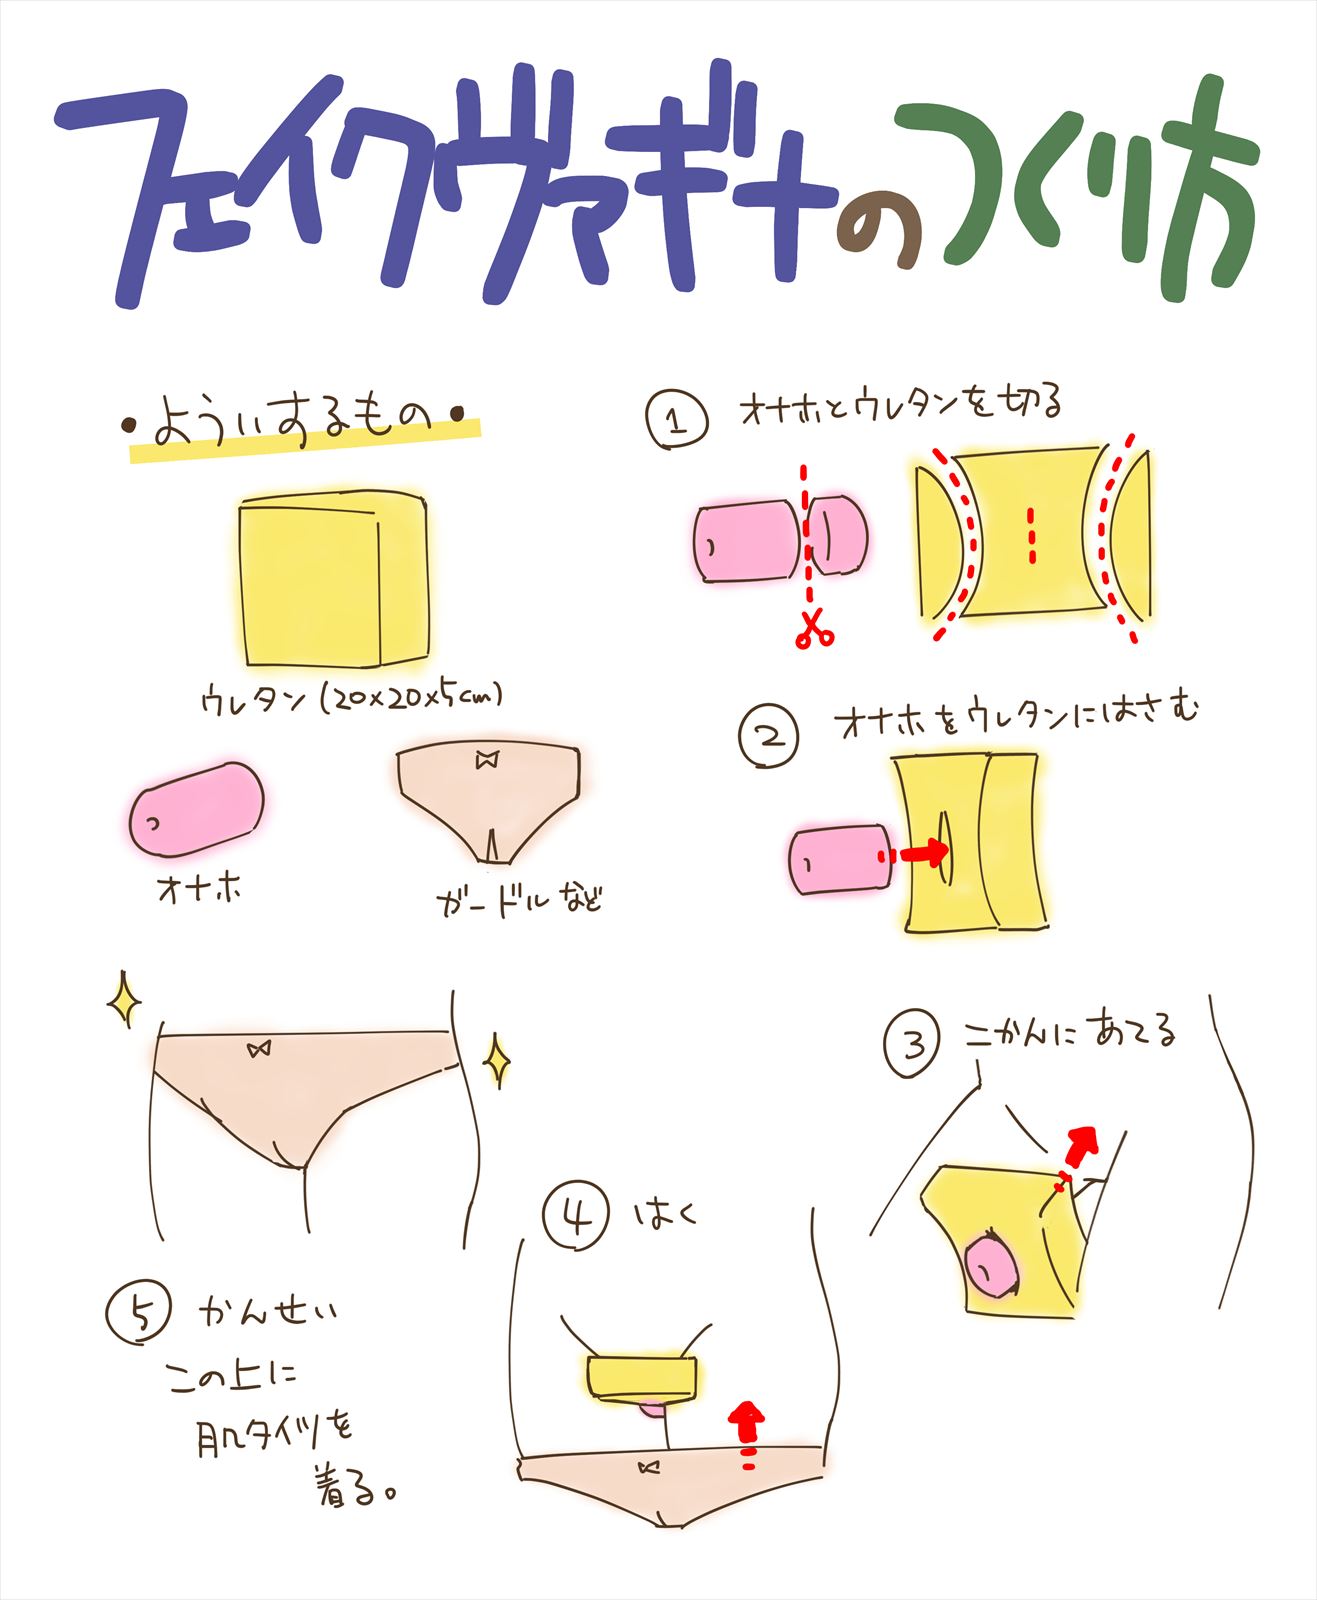 フェイクヴァギナのつくり方
・よういするもの・
ウレタン(20×20×5cm)
オナホ
ガードルなど
① オナホとウレタンを切る
② オナホをウレタンにはさむ
③ こかんにあてる
④ はく
⑤ かんせい
この上に
肌タイツを
着る。